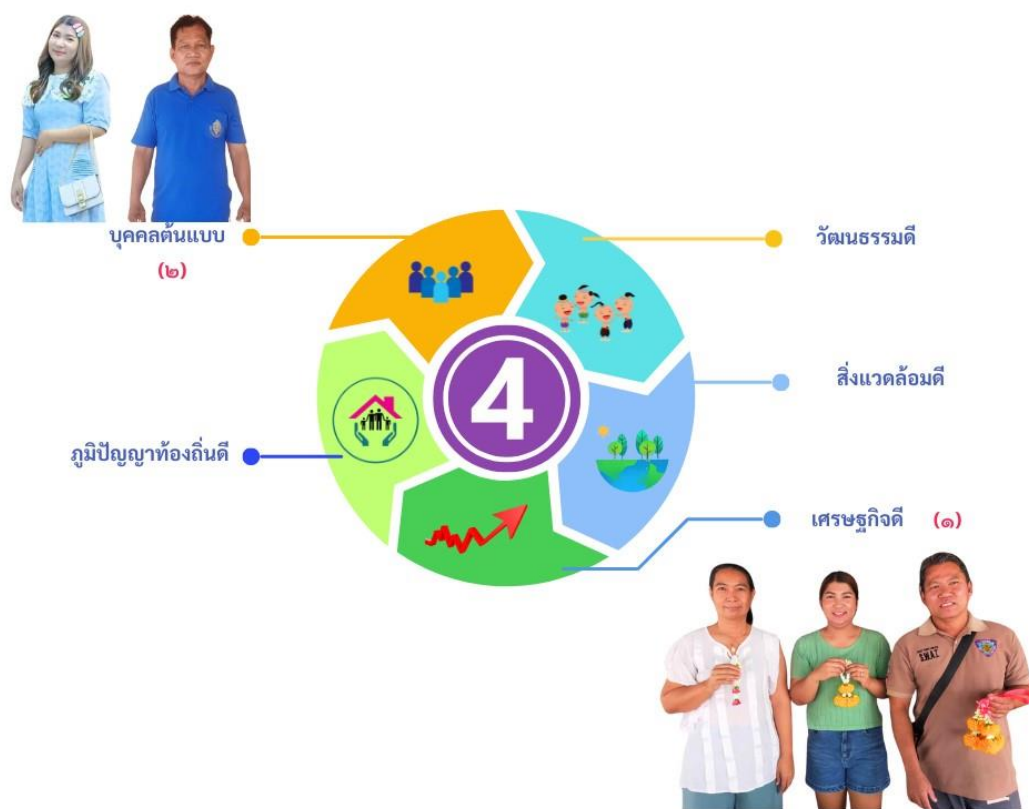 บุคคลต้นแบบ
(๒)
วัฒนธรรมดี
4
สิ่งแวดล้อมดี
ภูมิปัญญาท้องถิ่นดี
เศรษฐกิจดี (๑)